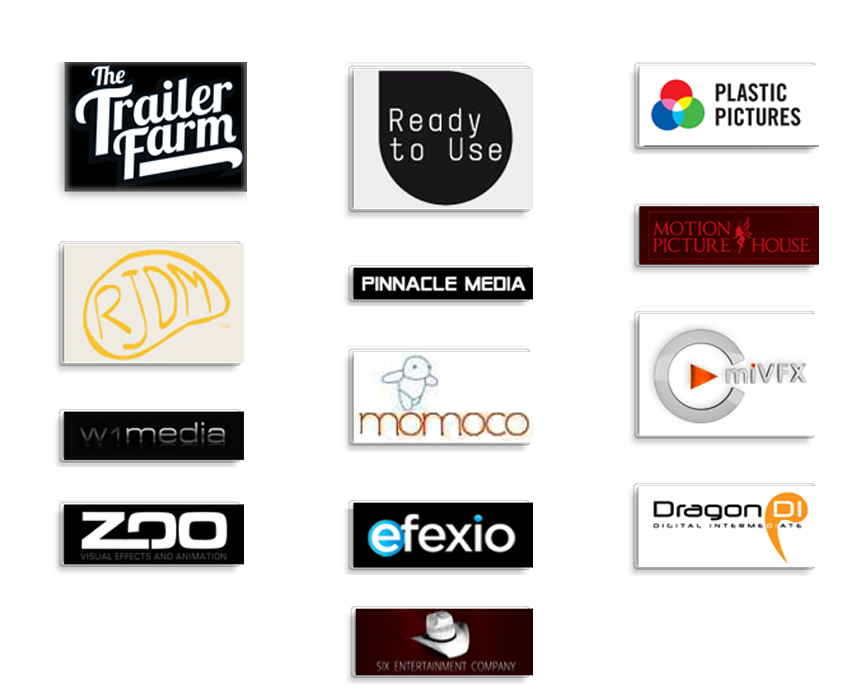 The
Trailer
Farm
RJDM
TM
w1media
ZOO
VISUAL EFFECTS AND ANIMATION
Ready
to Use
PINNACLE MEDIA
momoco
efexio
SIX ENTERTAINMENT COMPANY
PLASTIC
PICTURES
MOTION
PICTURE HOUSE
miVFX
Dragon DI
DIGITAL INTERMEDIATE